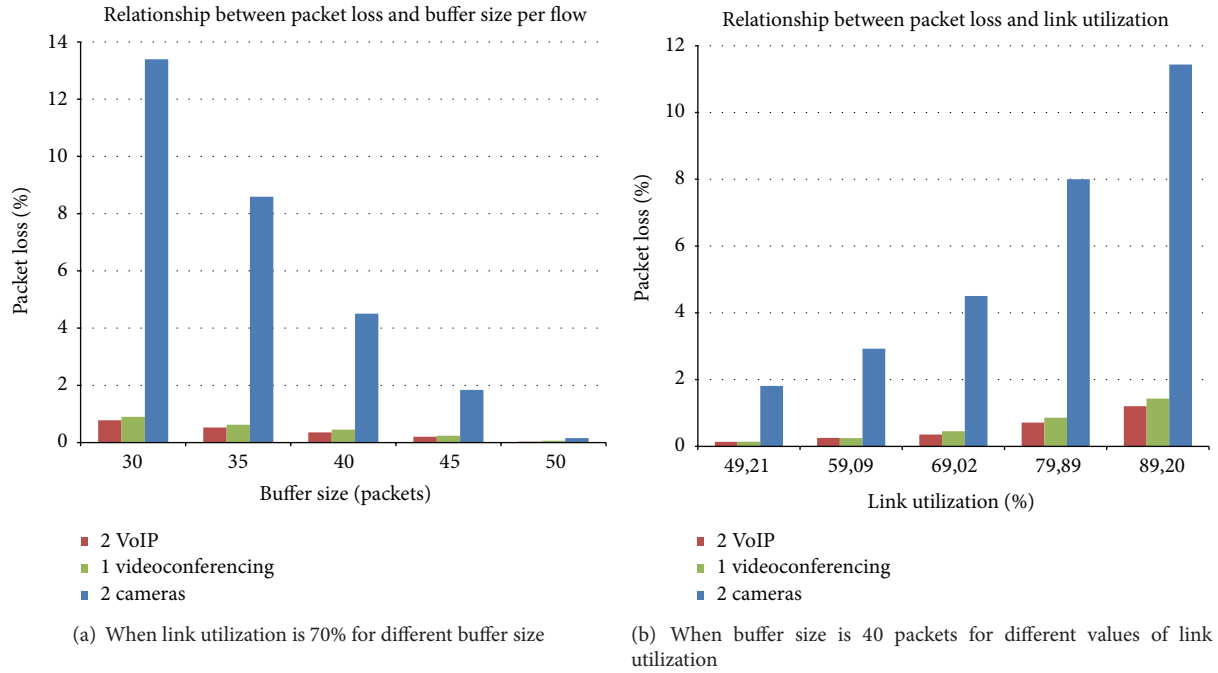 Relationship between packet loss and buffer size per flow
14
12
10
8
6
4
2
0
Packet loss (%)
30 35 40 45 50
Buffer size (packets)
2 VoIP
1 videoconferencing
2 cameras
(a) When link utilization is 70% for different buffer size
Relationship between packet loss and link utilization
12
10
8
6
4
2
0
Packet loss (%)
49,21 59,09 69,02 79,89 89,20
Link utilization (%)
2 VoIP
1 videoconferencing
2 cameras
(b) When buffer size is 40 packets for different values of link
utilization